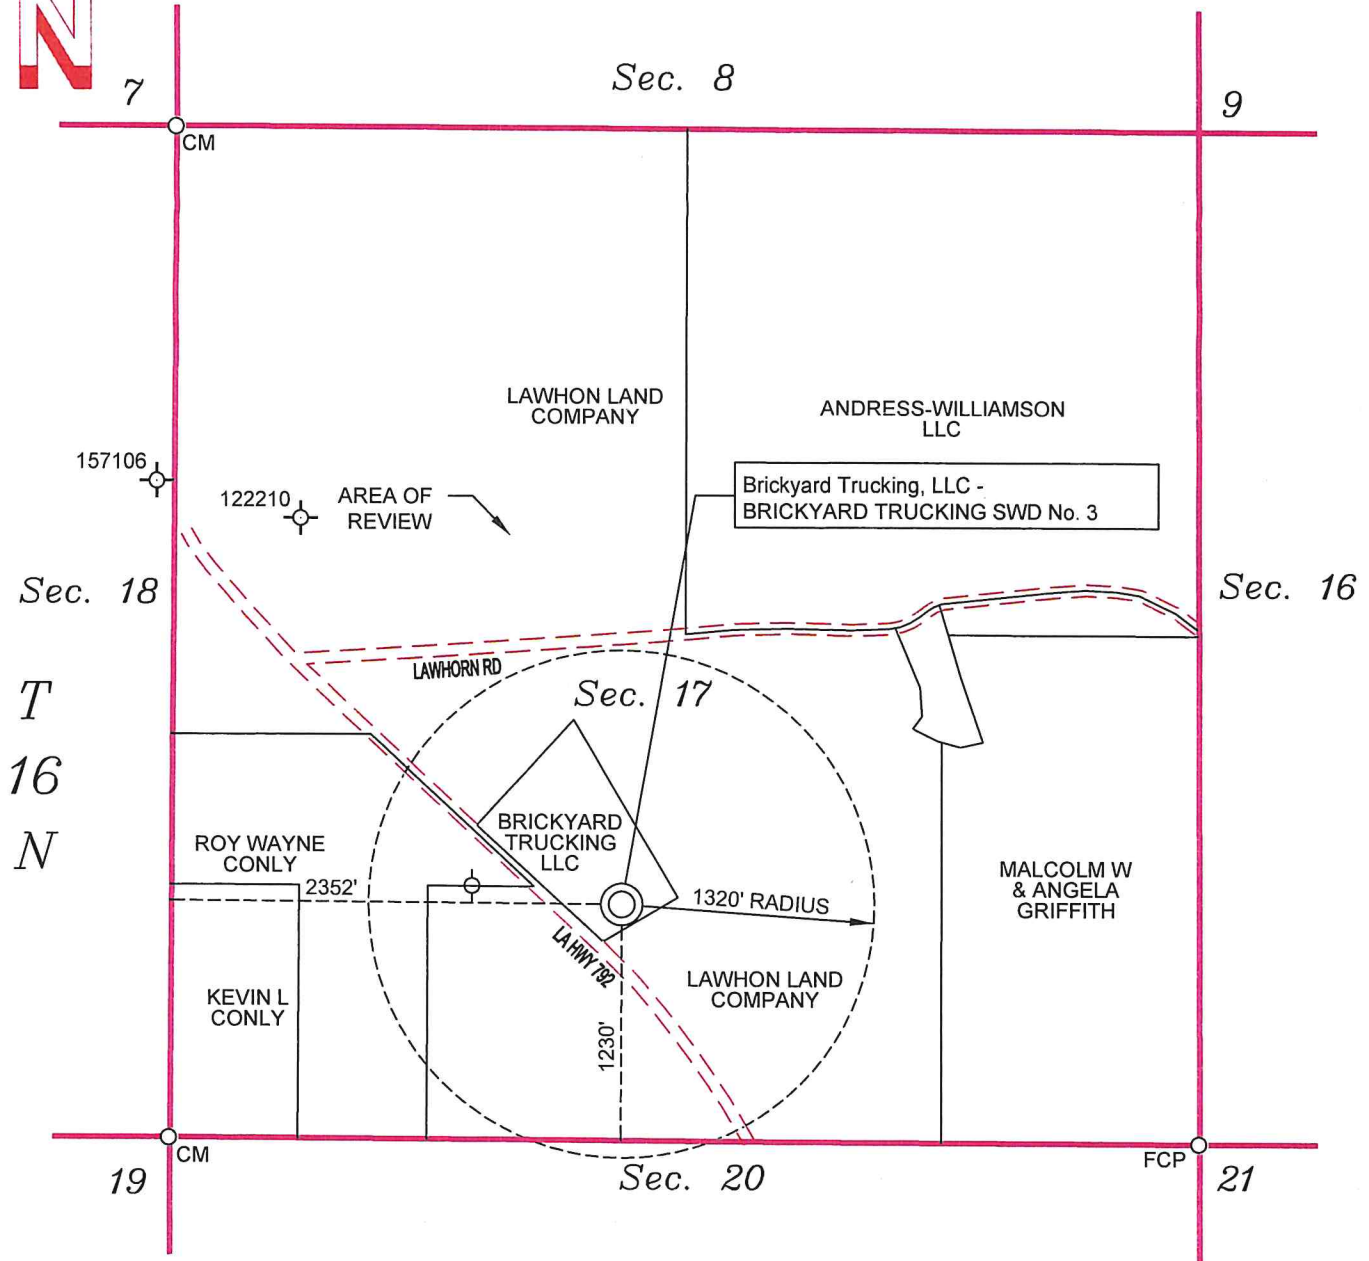 N
7
Sec. 8
9
CM
LAWHON LAND
COMPANY
ANDRESS-WILLIAMSON
LLC
157106
122210
AREA OF
REVIEW
Brickyard Trucking, LLC -
BRICKYARD TRUCKING SWD No. 3
Sec. 18
Sec. 16
LAWHORN RD
Sec. 17
T
16
N
BRICKYARD
TRUCKING
LLC
ROY WAYNE
CONLY
2352'
1320' RADIUS
MALCOLM W
& ANGELA
GRIFFITH
LA HWY 792
LAWHON LAND
COMPANY
KEVIN L
CONLY
1230'
CM
FCP
19
Sec. 20
21